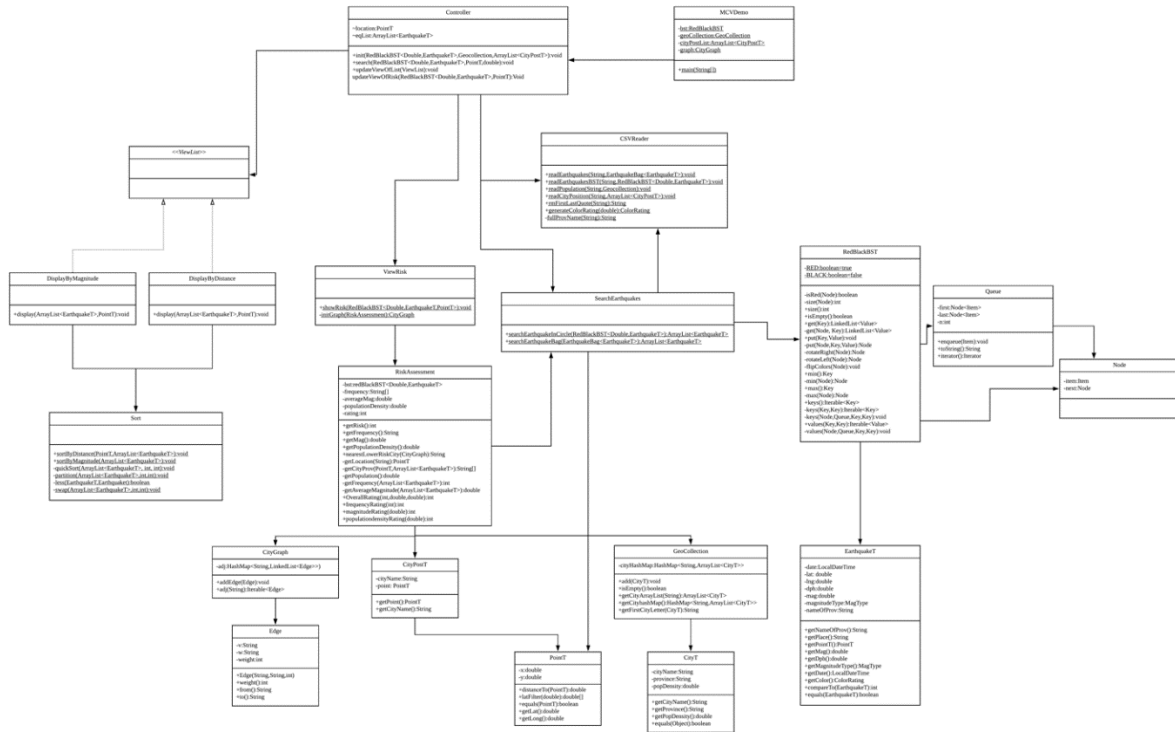 Controller
-location:PointT
-eqList:ArrayList<EarthquakeT>
+init(RedBlackBST<Double,EarthquakeT>,Geocollection,ArrayList<CityPostT>):void
+search(RedBlackBST<Double,EarthquakeT>,PointT,double):void
+updateViewOfList(ViewList):void
updateViewOfRisk(RedBlackBST<Double,EarthquakeT>,PointT):Void
MCVDemo
-bst:RedBlackBST
-geoCollection:GeoCollection
-cityPostList:ArrayList<CityPostT>
-graph:CityGraph
+main(String[])
<<ViewList>>
CSVReader
+readEarthquakes(String,EarthquakeBag<EarthquakeT>):void
+readEarthquakesBST(String,RedBlackBST<Double,EarthquakeT>):void
+readPopulation(String,Geocollection):void
+readCityPosition(String,ArrayList<CityPostT>):void
+generateColorRating(double):ColorRating
-fullProvName(String):String
DisplayByMagnitude
+display(ArrayList<EarthquakeT>,PointT):void
DisplayByDistance
+display(ArrayList<EarthquakeT>,PointT):void
ViewRisk
+showRisk(RedBlackBST<Double,EarthquakeT,PointT>):void
-initGraph(RiskAssessment):CityGraph
SearchEarthquakes
+searchEarthquakeInCircle(RedBlackBST<Double,EarthquakeT>):ArrayList<EarthquakeT>
+searchEarthquakeBag(EarthquakeBag<EarthquakeT>):ArrayList<EarthquakeT>
RedBlackBST
-RED:boolean=true
-BLACK:boolean=false
-isRed(Node):boolean
-size(Node):int
+size():int
+isEmpty():boolean
+get(Key):LinkedList<Value>
-get(Node, Key):LinkedList<Value>
+put(Key,Value):void
-put(Node,Key,Value):Node
-rotateRight(Node):Node
-rotateLeft(Node):Node
-flipColors(Node):void
+min():Key
-min(Node):Node
+max():Key
-max(Node):Node
+keys():Iterable<Key>
-keys(Key,Key):Iterable<Key>
-keys(Node,Queue,Key,Key):void
+values(Key,Key):Iterable<Value>
-values(Node,Queue,Key,Key):void
Queue
-first:Node<Item>
-last:Node<Item>
-n:int
+enqueue(Item):void
+toString():String
+iterator():Iterator
Node
-item:Item
-next:Node
Sort
+sortByDistance(PointT,ArrayList<EarthquakeT>):void
+sortByMagnitude(ArrayList<EarthquakeT>):void
-quickSort(ArrayList<EarthquakeT>, int, int):void
-partition(ArrayList<EarthquakeT>,int,int):void
-less(EarthquakeT,EarthquakeT):boolean
-swap(ArrayList<EarthquakeT>,int,int):void
RiskAssessment
-bst:redBlackBST<Double,EarthquakeT>
-frequency:String[]
-averageMag:double
-populationDensity:double
-rating:int
+getRisk():int
+getFrequency():String
+getMag():double
+getPopulationDensity():double
+nearestLowerRiskCity(CityGraph):String
-getLocation(String):PointT
-getCityProv(PointT,ArrayList<EarthquakeT>):String[]
-getPopulation():double
-getFrequency(ArrayList<EarthquakeT>):int
-getAverageMagnitude(ArrayList<EarthquakeT>):double
+OverallRating(int,double,double):int
+frequencyRating(int):int
+magnitudeRating(double):int
+populationdensityRating(double):int
CityGraph
-adj:HashMap<String,LinkedList<Edge>>)
+addEdge(Edge):void
+adj(String):Iterable<Edge>
CityPostT
-cityName:String
-point: PointT
+getPoint():PointT
+getCityName():String
GeoCollection
-cityHashMap:HashMap<String,ArrayList<CityT>>
+add(CityT):void
+isEmpty():boolean
+getCityArrayList(String):ArrayList<CityT>
+getCityhashMap():HashMap<String,ArrayList<CityT>>
+getFirstCityLetter(CityT):String
EarthquakeT
-date:LocalDateTime
-lat: double
-lng:double
-dph:double
-mag:double
-magnitudeType:MagType
-nameOfProv:String
+getNameOfProv():String
+getPlace():String
+getPointT():PointT
+getMag():double
+getDph():double
+getMagnitudeType():MagType
+getDate():LocalDateTime
+getColor():ColorRating
+compareTo(EarthquakeT):int
+equals(EarthquakeT):boolean
Edge
-v:String
-w:String
-weight:int
+Edge(String,String,int)
+weight():int
+from():String
+to():String
PointT
-x:double
-y:double
+distanceTo(PointT):double
+latFilter(double):double[]
+equals(PointT):boolean
+getLat():double
+getLong():double
CityT
-cityName:String
-province:String
-popDensity:double
+getCityName():String
+getProvince():String
+getPopDensity():double
+equals(Object):boolean